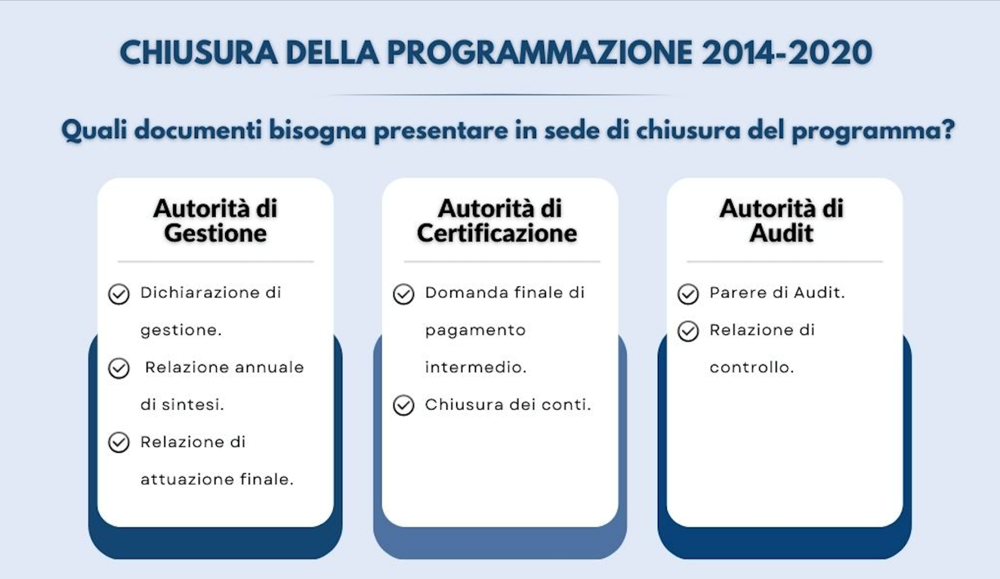 CHIUSURA DELLA PROGRAMMAZIONE 2014-2020
Quali documenti bisogna presentare in sede di chiusura del programma?
Autorità di
Gestione
Dichiarazione di
gestione.
Relazione annuale
di sintesi.
Relazione di
attuazione finale.
Autorità di
Certificazione
Domanda finale di
pagamento
intermedio.
Chiusura dei conti.
Autorità di
Audit
Parere di Audit.
Relazione di
controllo.